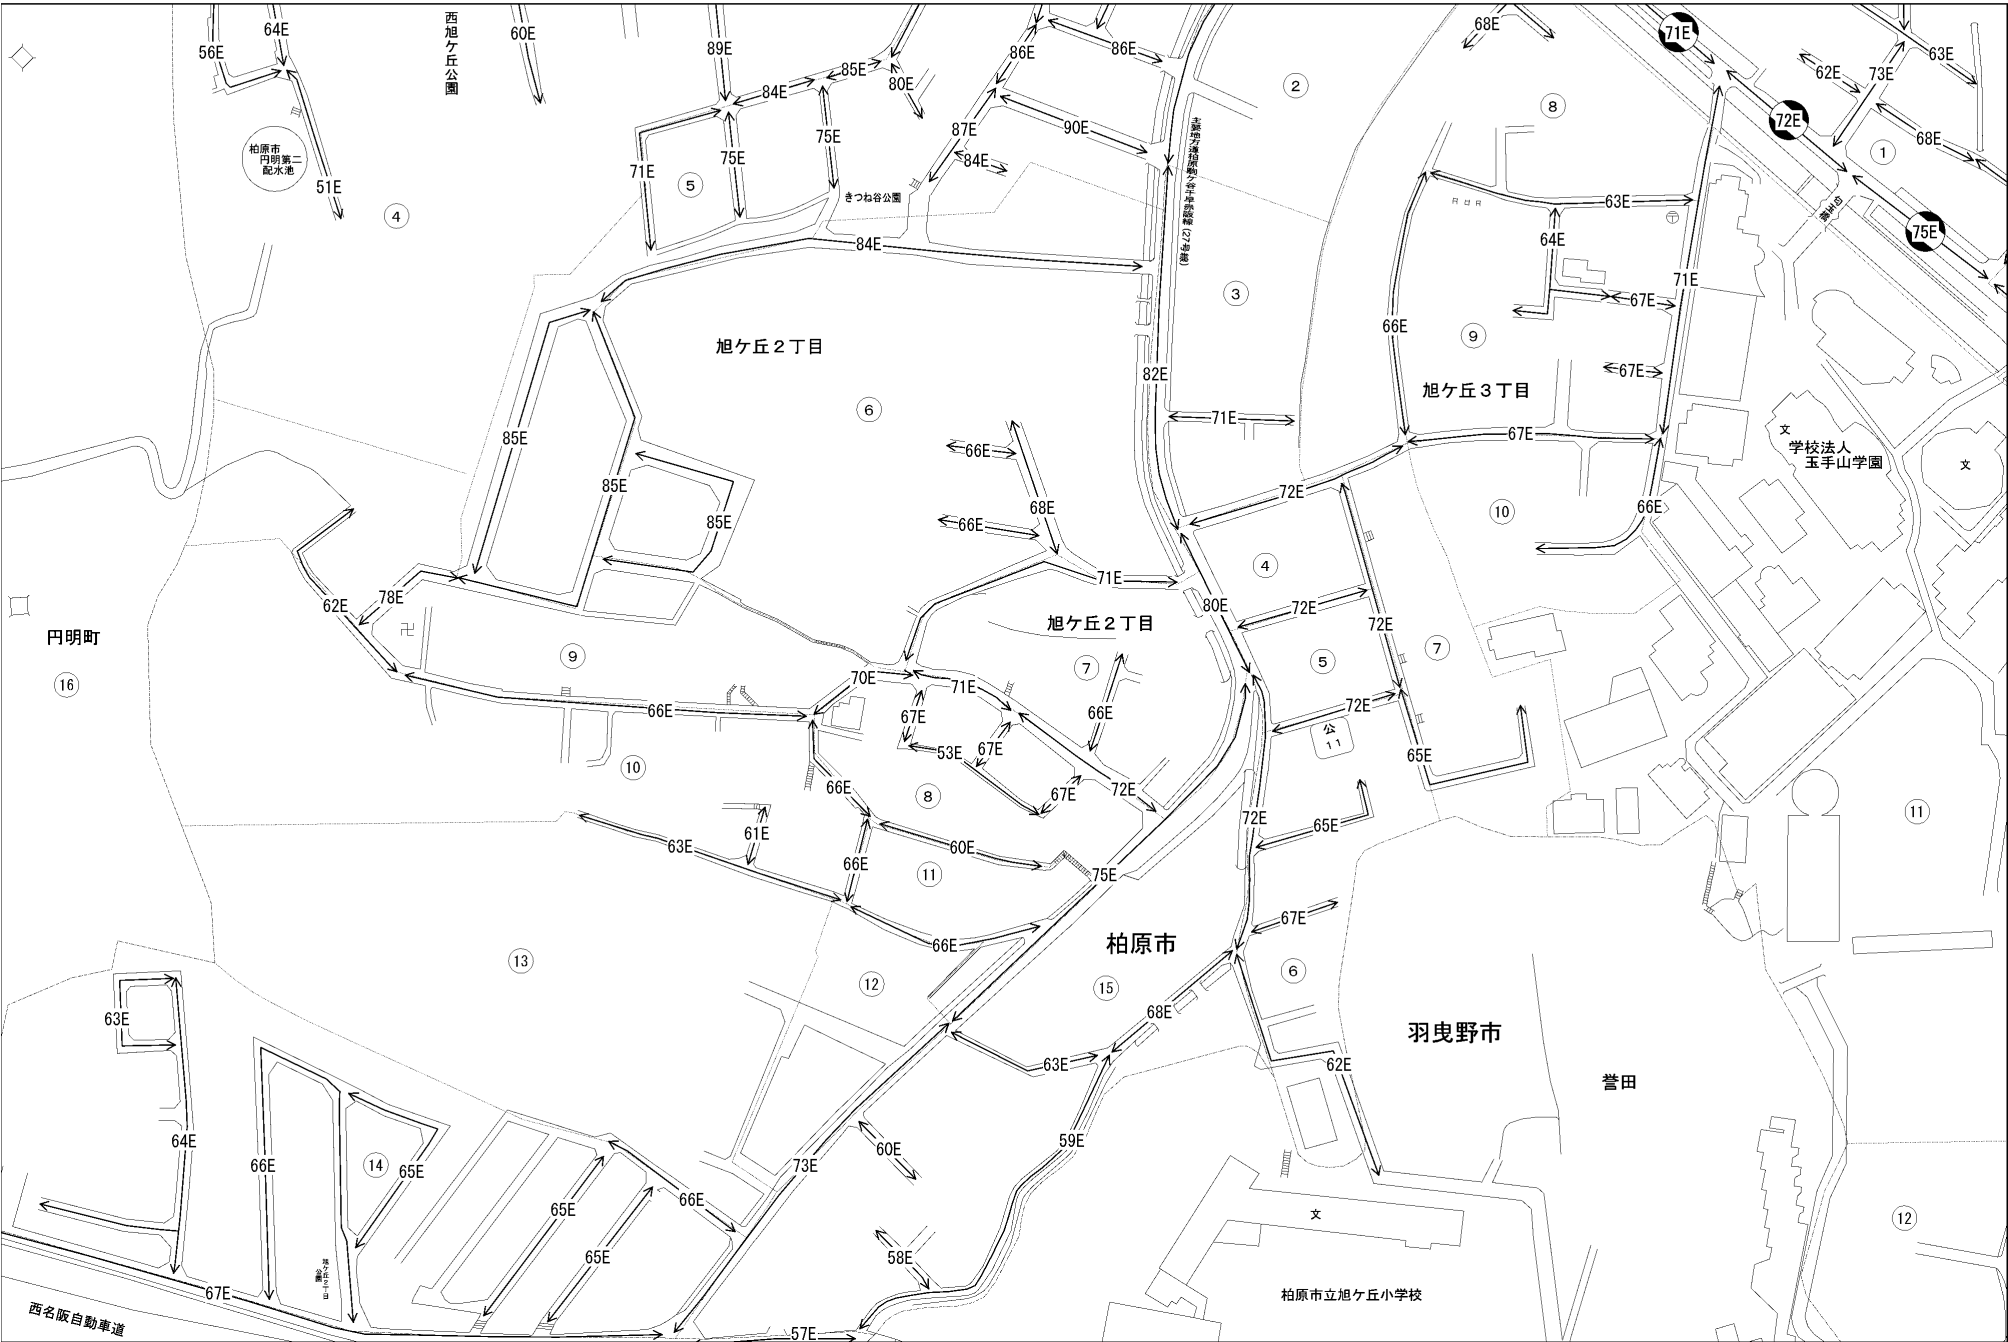 56E
64E
西旭ケ丘公園
60E
89E
84E
85E
80E
86E
86E
68E
71E
62E
73E
63E
②
⑧
72E
柏原市
円明第二
配水池
51E
④
71E
⑤
75E
75E
87E
90E
84E
きつね谷公園
主要地方道柏原駒ケ谷千早赤阪線(27号線)
68E
①
63E
〒
75E
84E
③
64E
71E
67E
66E
⑨
旭ケ丘2丁目
82E
67E
旭ケ丘3丁目
⑥
71E
85E
66E
67E
文
学校法人
玉手山学園
文
85E
85E
68E
66E
72E
⑩
66E
62E
78E
71E
④
80E
72E
72E
円明町
旭ケ丘2丁目
⑯
⑨
⑦
⑤
⑦
70E
71E
66E
67E
66E
72E
公
11
53E
67E
65E
⑩
66E
⑧
67E
72E
61E
63E
66E
60E
72E
65E
⑪
⑪
75E
66E
柏原市
67E
⑬
⑫
⑮
⑥
63E
68E
羽曳野市
63E
62E
誉田
64E
66E
⑭
65E
73E
60E
59E
65E
66E
文
⑫
65E
58E
旭ケ丘2丁目
公園
67E
柏原市立旭ケ丘小学校
西名阪自動車道
57E